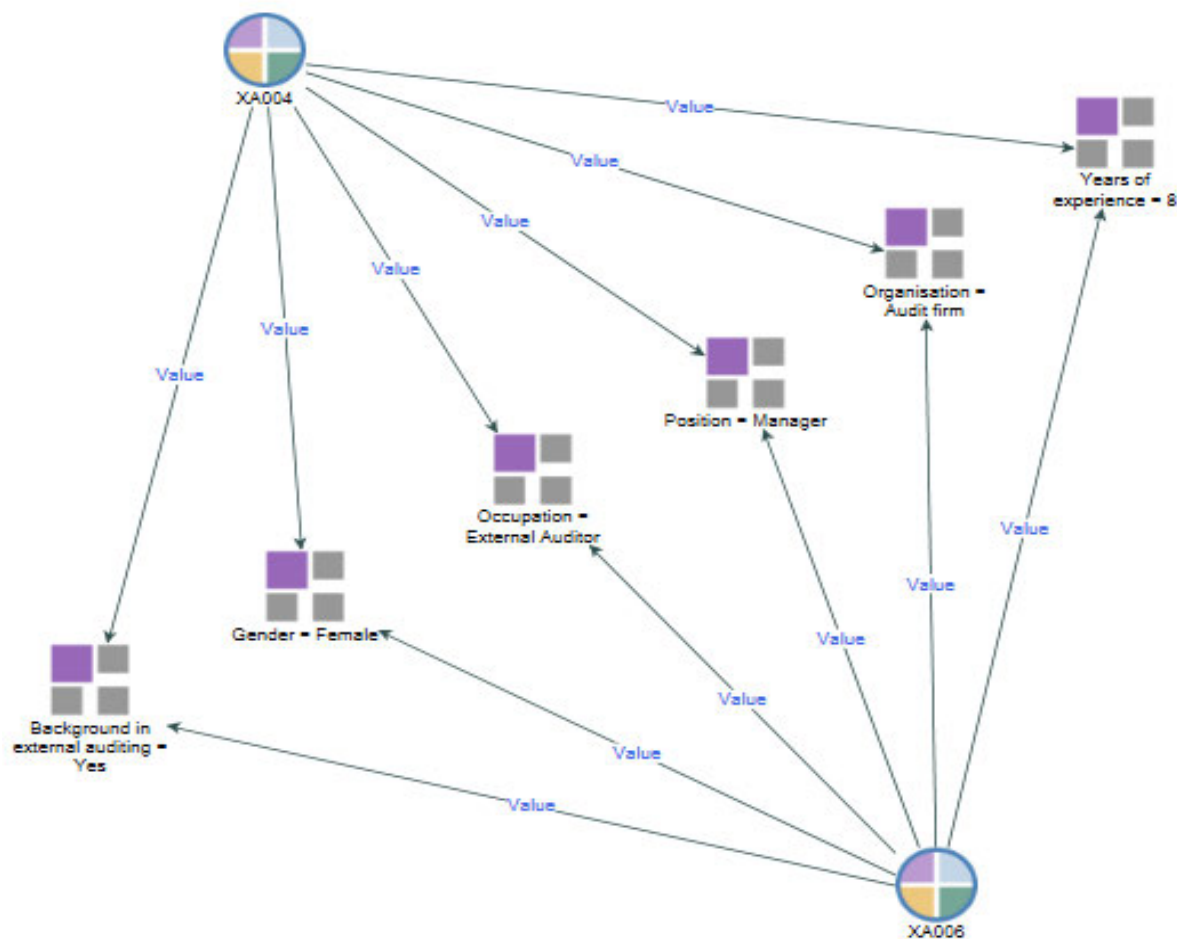 XA004
Value
Years of
experience = 8
Value
Organisation =
Audit firm
Value
Position = Manager
Value
Occupation =
External Auditor
Value
Gender = Female
Value
Background in
external auditing =
Yes
Value
Value
Value
Value
Value
Value
XA006